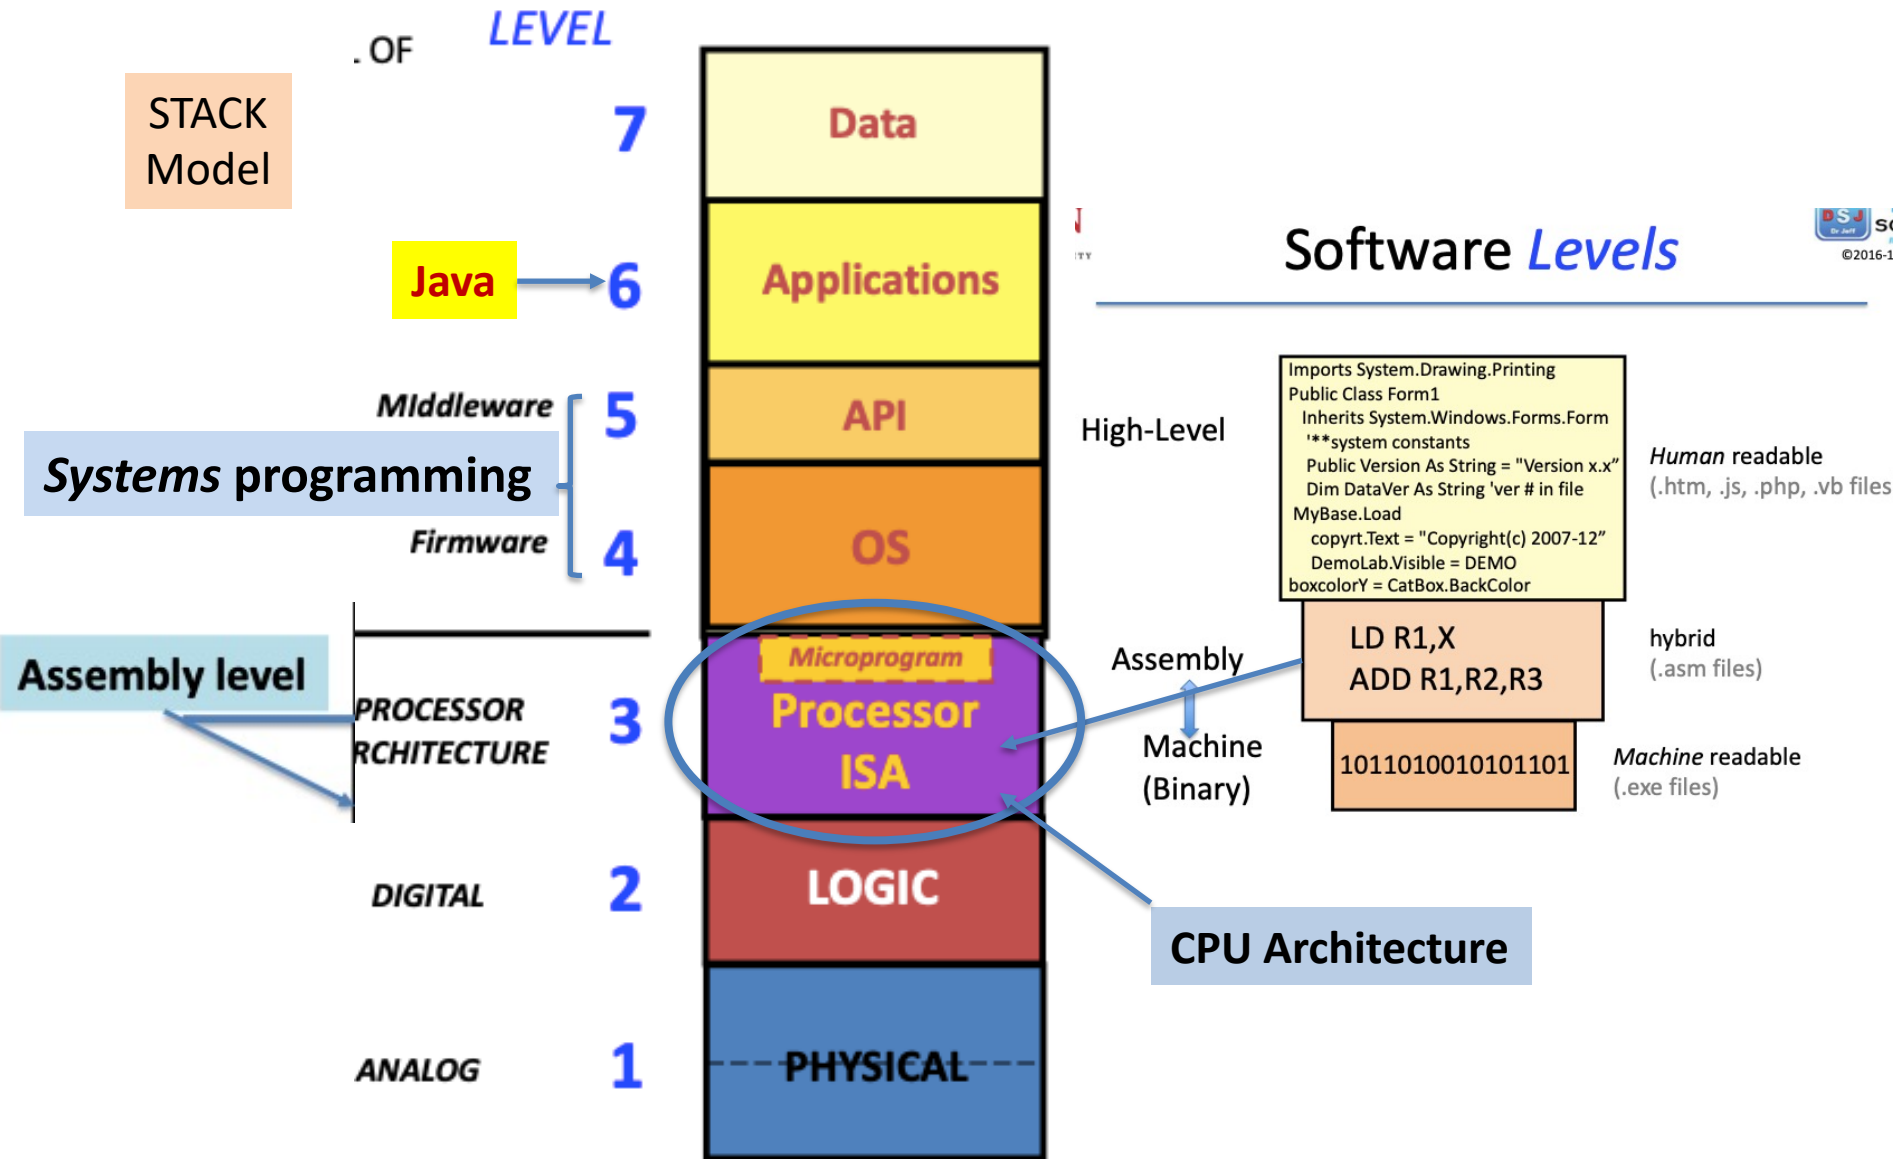 . OF
LEVEL
STACK
Model
7
Data
Java
6
Applications
MIddleware
5
API
Systems programming
Firmware
4
OS
Assembly level
PROCESSOR
RCHITECTURE
3
Microprogram
Processor
ISA
DIGITAL
2
LOGIC
ANALOG
1
PHYSICAL
CPU Architecture
N
ITY
Software Levels
DSJ
Dr Jeff
so
©2016-1
High-Level
Imports System.Drawing.Printing
Public Class Form1
Inherits System.Windows.Forms.Form
'**system constants
Public Version As String = "Version x.x"
Dim DataVer As String 'ver # in file
MyBase.Load
copyrt.Text = "Copyright(c) 2007-12"
DemoLab.Visible = DEMO
boxcolorY = CatBox.BackColor
Human readable
(.htm, .js, .php, .vb files
Assembly
LD R1,X
ADD R1,R2,R3
hybrid
(.asm files)
Machine
(Binary)
1011010010101101
Machine readable
(.exe files)